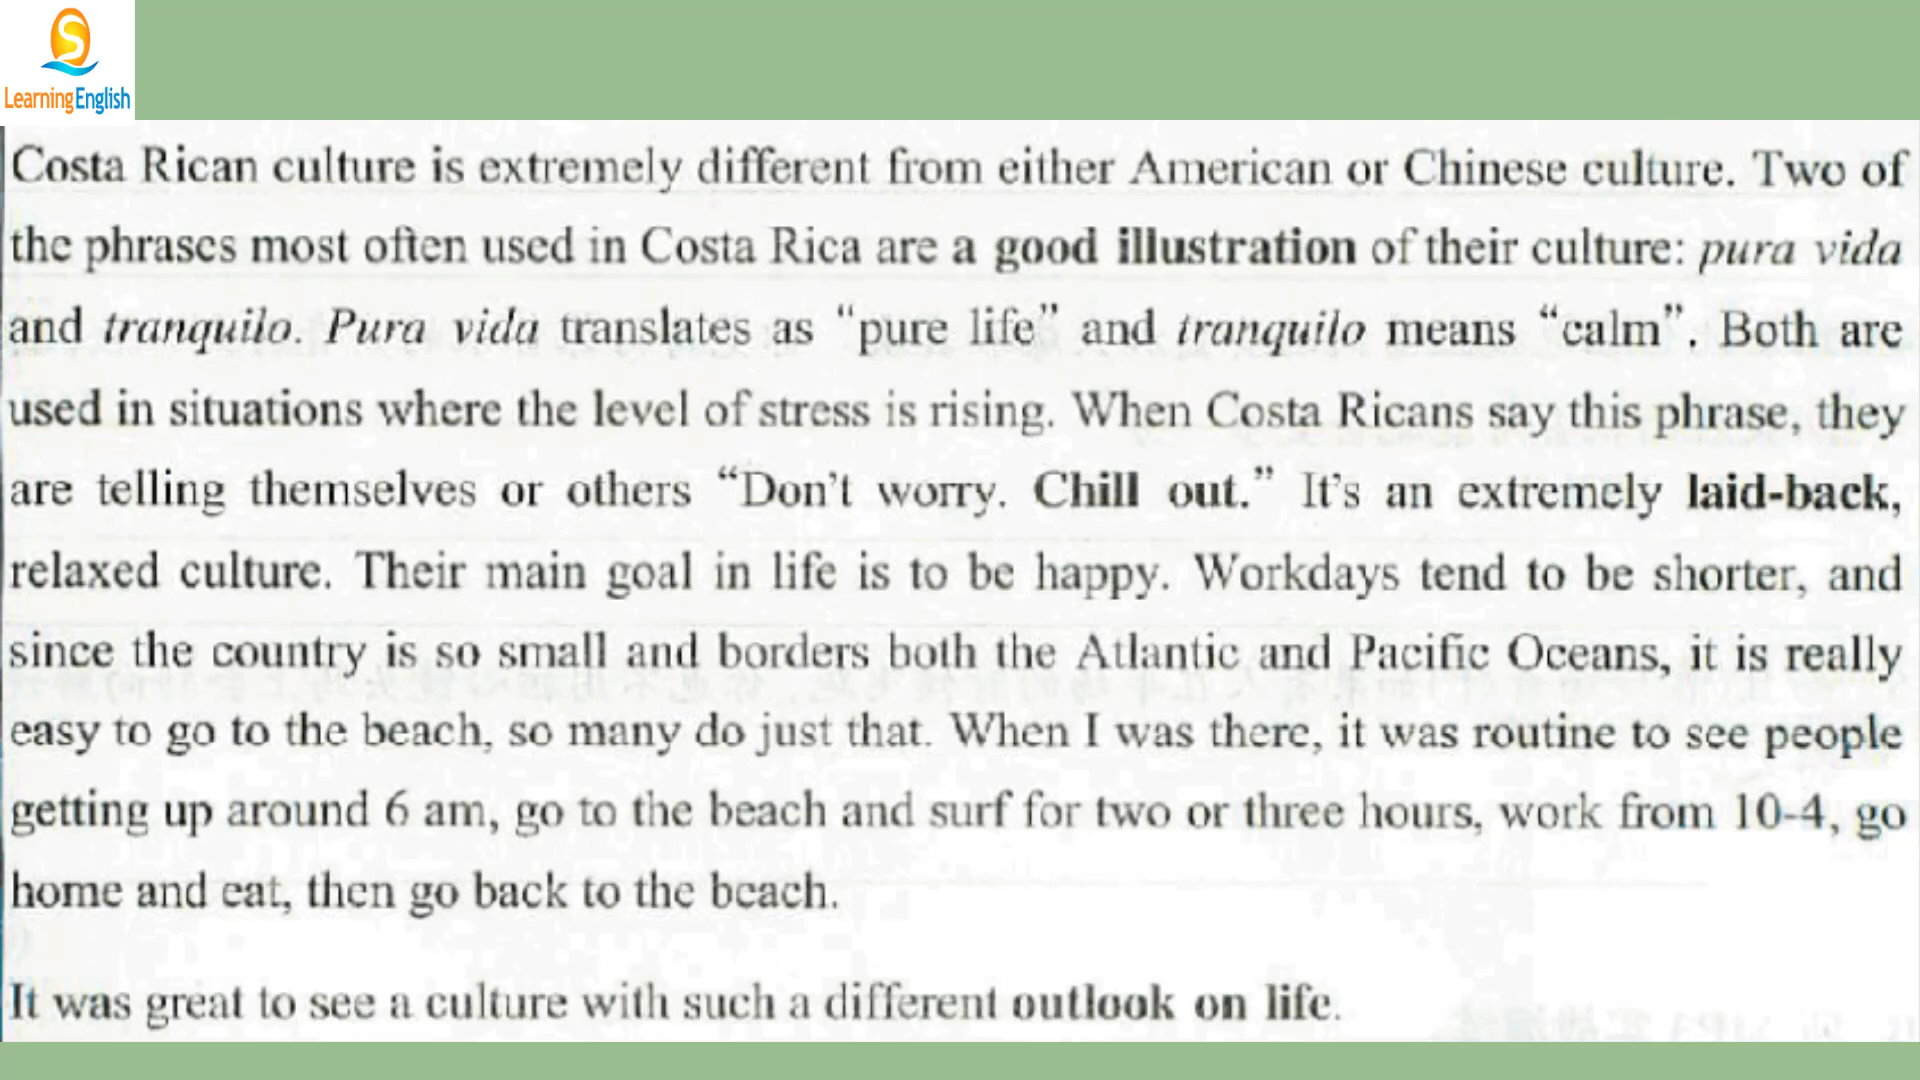 S
LearningEnglish
Costa Rican culture is extremely different from either American or Chinese culture. Two of
the phrases most often used in Costa Rica are a good illustration of their culture: pura vida
and tranquilo. Pura vida translates as “pure life” and tranquilo means “calm”. Both are
used in situations where the level of stress is rising. When Costa Ricans say this phrase, they
are telling themselves or others “Don't worry. Chill out.” It's an extremely laid-back,
relaxed culture. Their main goal in life is to be happy. Workdays tend to be shorter, and
since the country is so small and borders both the Atlantic and Pacific Oceans, it is really
easy to go to the beach, so many do just that. When I was there, it was routine to see people
getting up around 6 am, go to the beach and surf for two or three hours, work from 10-4, go
home and eat, then go back to the beach.
It was great to see a culture with such a different outlook on life.